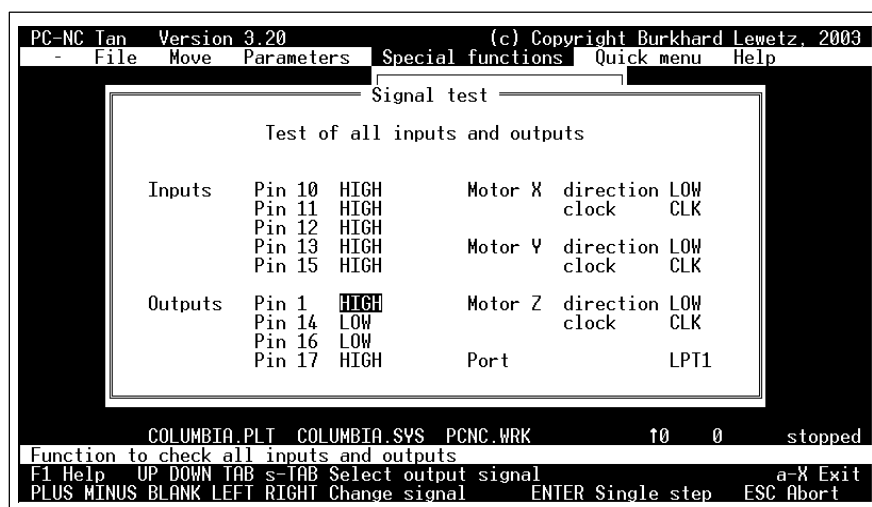 PC-NC Tan Version 3.20 (c) Copyright Burkhard Lewetz, 2003
- File Move Parameters Special functions Quick menu Help
Signal test
Test of all inputs and outputs
Inputs Pin 10 HIGH Motor X direction LOW
Pin 11 HIGH clock CLK
Pin 12 HIGH
Pin 13 HIGH Motor Y direction LOW
Pin 15 HIGH clock CLK
Outputs Pin 1 HIGH Motor Z direction LOW
Pin 14 LOW clock CLK
Pin 16 LOW
Pin 17 HIGH Port LPT1
COLUMBIA.PLT COLUMBIA.SYS PCNC.WRK ↑0 0 stopped
Function to check all inputs and outputs
F1 Help UP DOWN TAB s-TAB Select output signal a-X Exit
PLUS MINUS BLANK LEFT RIGHT Change signal ENTER Single step ESC Abort